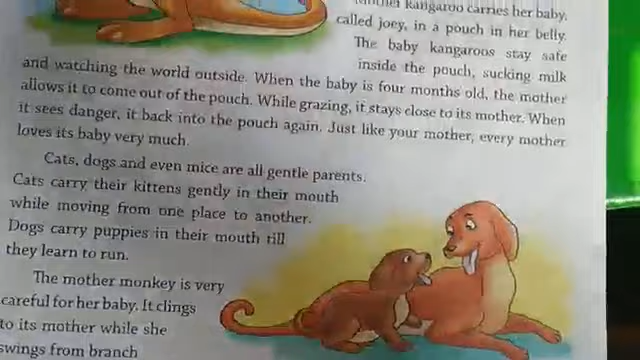 Mother Kangaroo carries her baby,
called joey, in a pouch in her belly.
The baby kangaroos stay safe
inside the pouch, sucking milk
and watching the world outside. When the baby is four months old, the mother
allows it to come out of the pouch. While grazing, it stays close to its mother. When
it sees danger, it back into the pouch again. Just like your mother, every mother
loves its baby very much.
Cats, dogs and even mice are all gentle parents.
Cats carry their kittens gently in their mouth
while moving from one place to another.
Dogs carry puppies in their mouth till
they learn to run.
The mother monkey is very
careful for her baby. It clings
to its mother while she
swings from branch